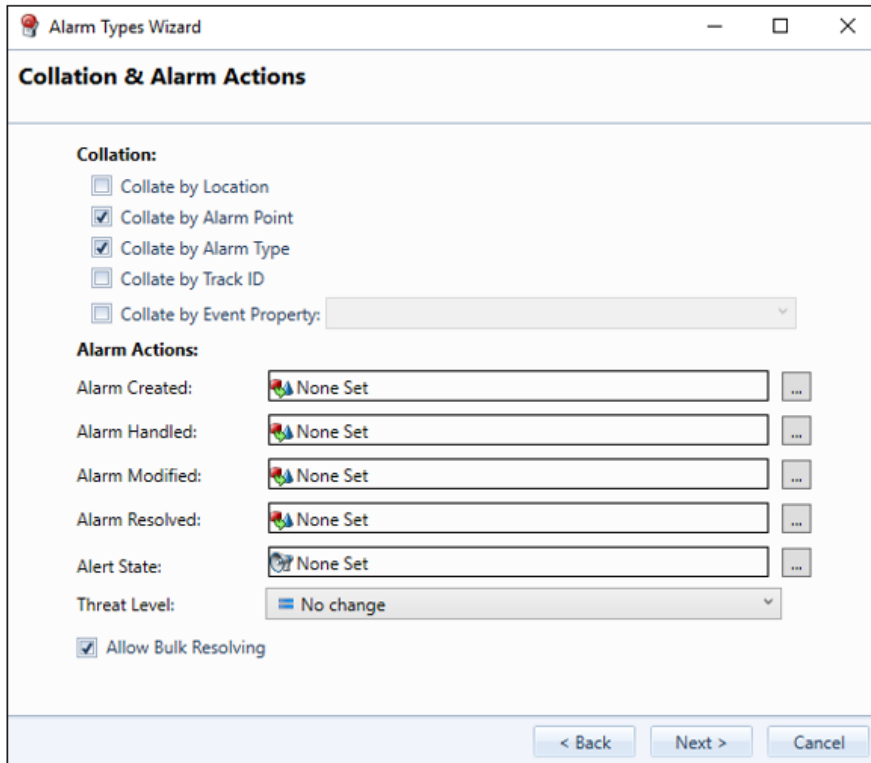 Alarm Types Wizard
Collation & Alarm Actions
Collation:
Collate by Location
Collate by Alarm Point
Collate by Alarm Type
Collate by Track ID
Collate by Event Property:
Alarm Actions:
Alarm Created: None Set ...
Alarm Handled: None Set ...
Alarm Modified: None Set ...
Alarm Resolved: None Set ...
Alert State: None Set ...
Threat Level: No change
Allow Bulk Resolving
< Back Next > Cancel